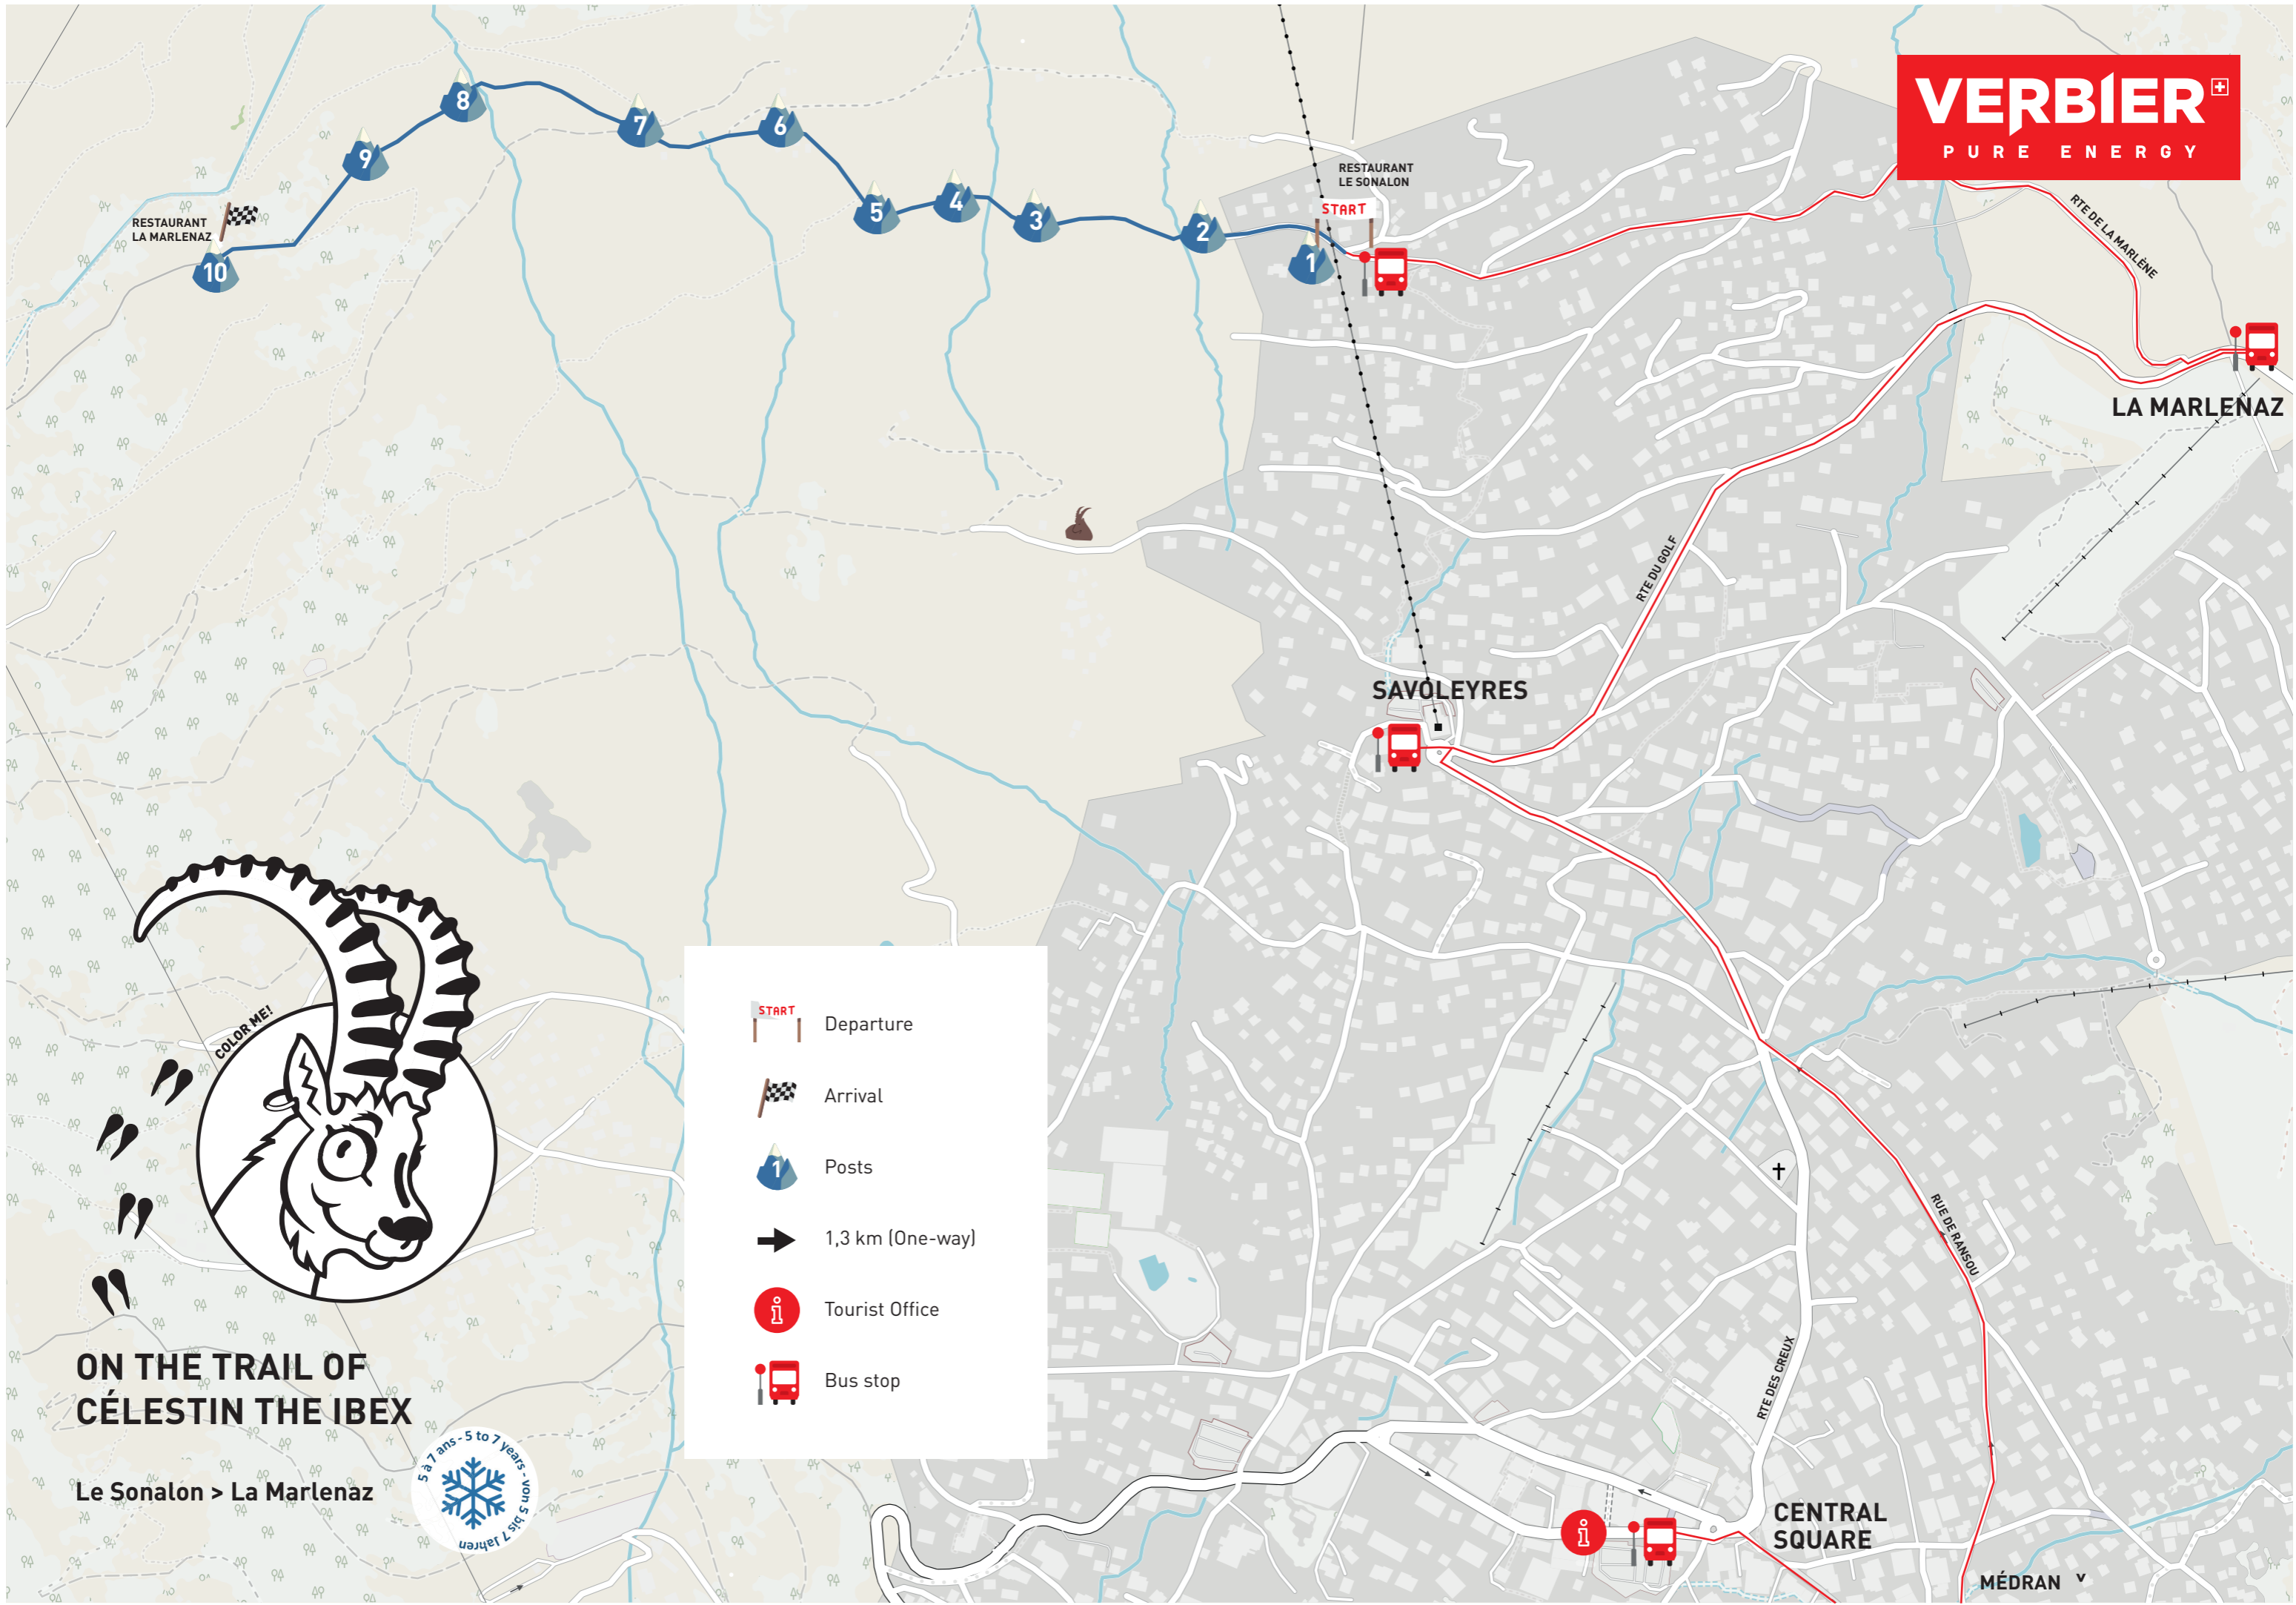 VERBIER
PURE ENERGY
8
7
6
9
RESTAURANT
LE SONALON
START
RTE DE LA MARLÈNE
5
4
3
2
1
RESTAURANT
LA MARLENAZ
10
LA MARLENAZ
RTE DU GOLF
SAVOLEYRES
COLOR ME!
START
Departure
Arrival
1
Posts
1,3 km (One-way)
i
Tourist Office
Bus stop
RUE DE RANSOU
RTE DES CREUX
ON THE TRAIL OF
CÉLESTIN THE IBEX
Le Sonalon > La Marlenaz
5 à 7 ans - 5 to 7 years - von 5 bis 7 Jahren
i
CENTRAL
SQUARE
MÉDRAN v